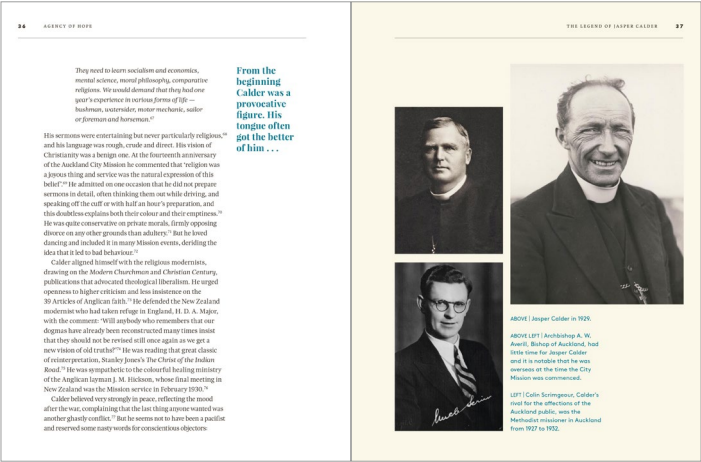 36 AGENCY OF HOPE
They need to learn socialism and economics,
mental science, moral philosophy, comparative
religions. We would demand that they had one
year's experience in various forms of life —
bushman, watersider, motor mechanic, sailor
or foreman and horseman.67
His sermons were entertaining but never particularly religious,68
and his language was rough, crude and direct. His vision of
Christianity was a benign one. At the fourteenth anniversary
of the Auckland City Mission he commented that 'religion was
a joyous thing and service was the natural expression of this
belief'.69 He admitted on one occasion that he did not prepare
sermons in detail, often thinking them out while driving, and
speaking off the cuff or with half an hour's preparation, and
this doubtless explains both their colour and their emptiness.70
He was quite conservative on private morals, firmly opposing
divorce on any other grounds than adultery.71 But he loved
dancing and included it in many Mission events, deriding the
idea that it led to bad behaviour.72
Calder aligned himself with the religious modernists,
drawing on the Modern Churchman and Christian Century,
publications that advocated theological liberalism. He urged
openness to higher criticism and less insistence on the
39 Articles of Anglican faith.73 He defended the New Zealand
modernist who had taken refuge in England, H. D. A. Major,
with the comment: 'Will anybody who remembers that our
dogmas have already been reconstructed many times insist
that they should not be revised still once again as we get a
new vision of old truths?'74 He was reading that great classic
of reinterpretation, Stanley Jones's The Christ of the Indian
Road.75 He was sympathetic to the colourful healing ministry
of the Anglican layman J. M. Hickson, whose final meeting in
New Zealand was the Mission service in February 1930.76
Calder believed very strongly in peace, reflecting the mood
after the war, complaining that the last thing anyone wanted was
another ghastly conflict.77 But he seems not to have been a pacifist
and reserved some nasty words for conscientious objectors:
From the
beginning
Calder was a
provocative
figure. His
tongue often
got the better
of him . . .
THE LEGEND OF JASPER CALDER 37
ABOVE | Jasper Calder in 1929.
ABOVE LEFT | Archbishop A. W.
Averill, Bishop of Auckland, had
little time for Jasper Calder
and it is notable that he was
overseas at the time the City
Mission was commenced.
LEFT | Colin Scrimgeour, Calder's
rival for the affections of the
Auckland public, was the
Methodist missioner in Auckland
from 1927 to 1932.